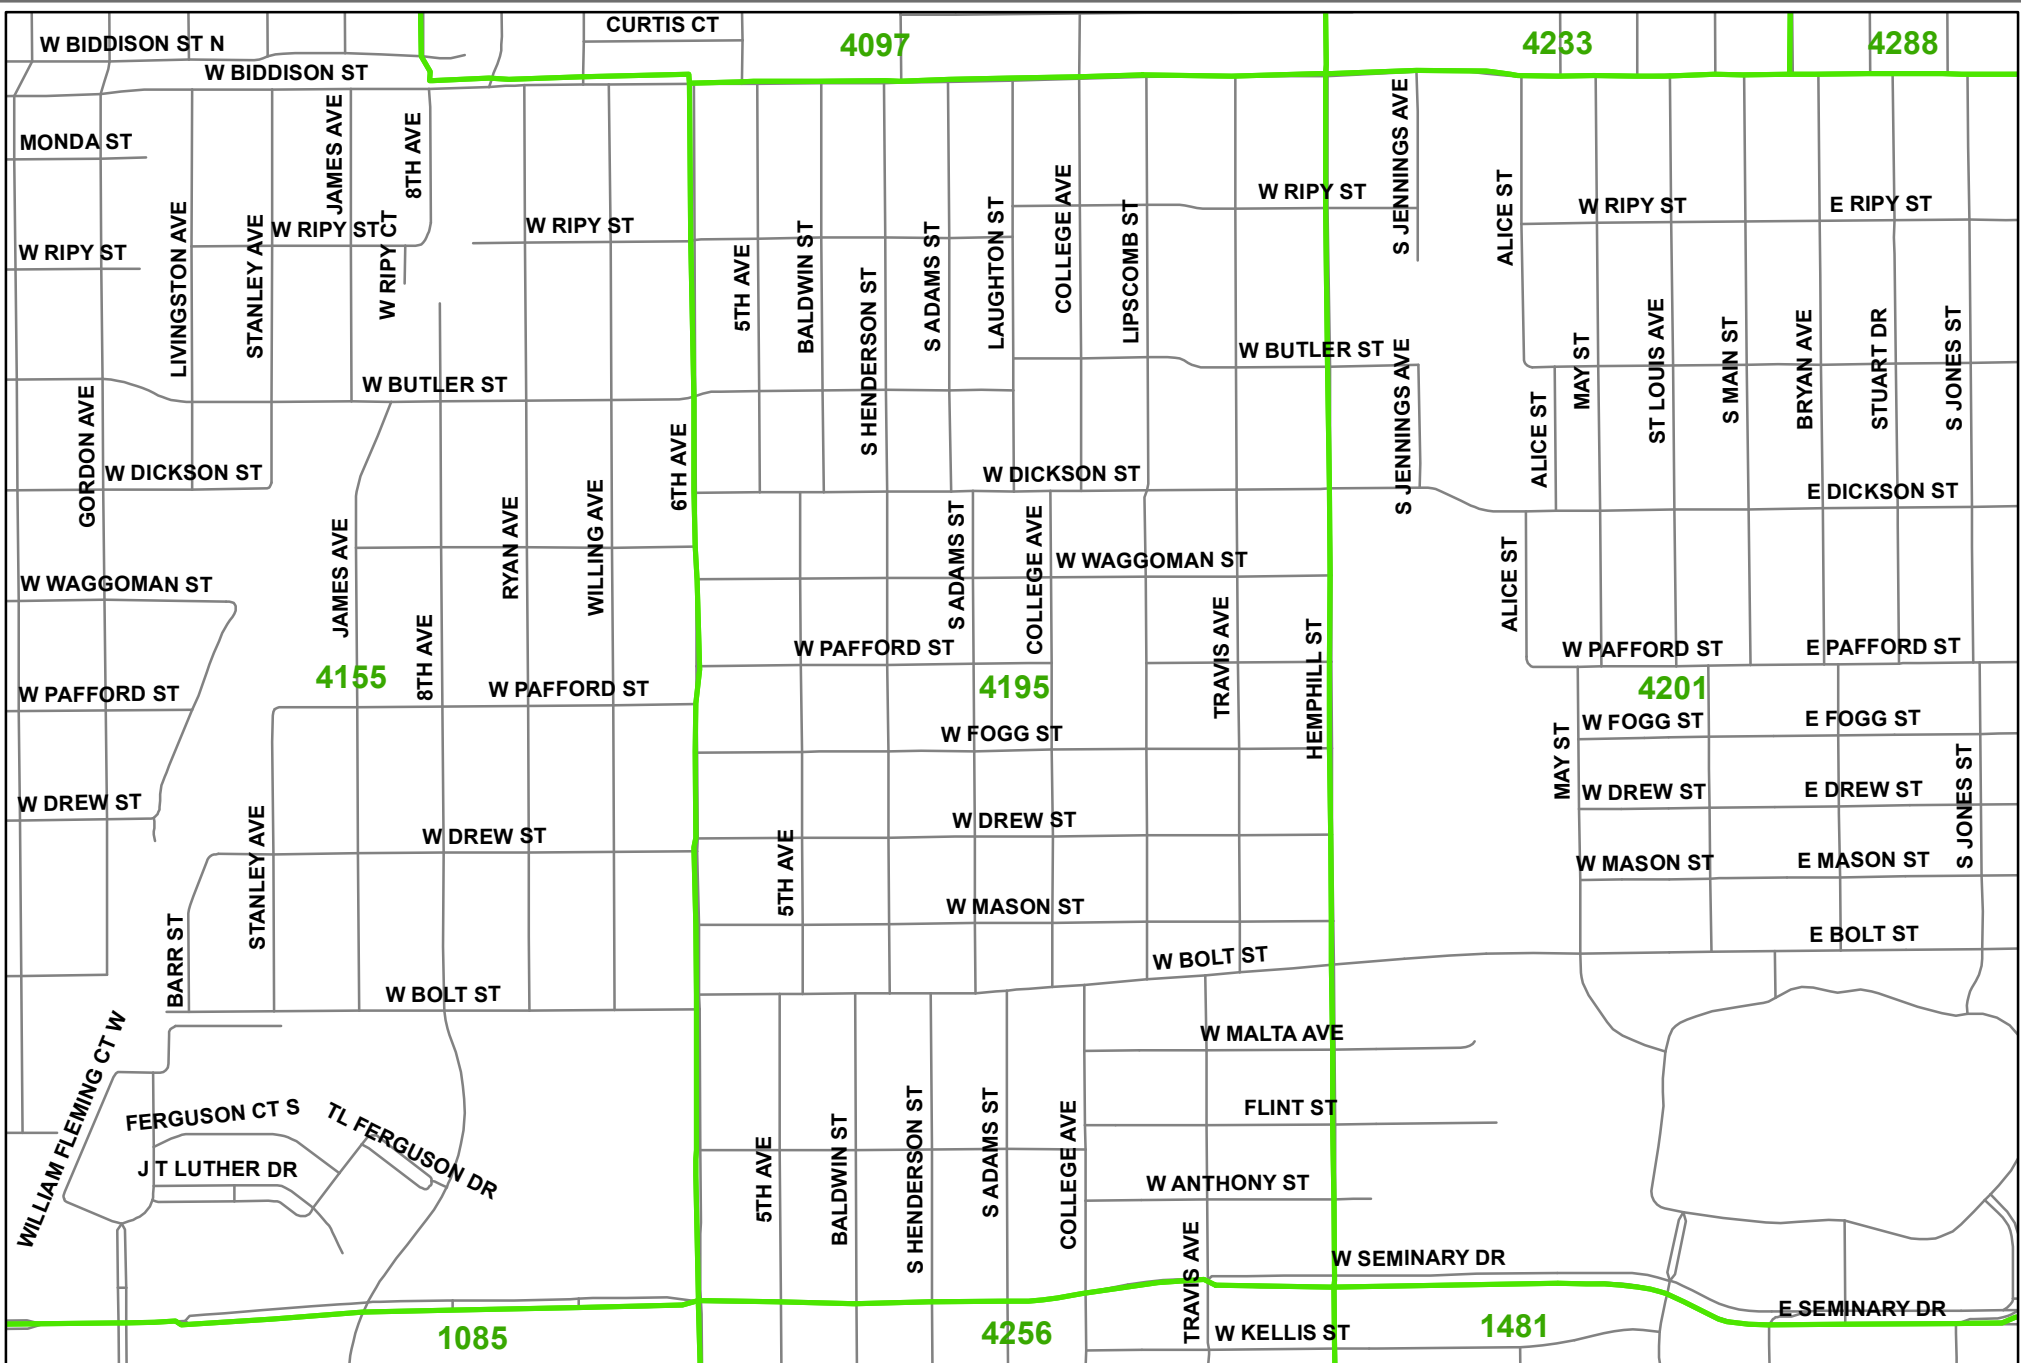 CURTIS CT
W BIDDISON ST N
4097
4233
4288
W BIDDISON ST
MONDA ST
JAMES AVE
8TH AVE
S JENNINGS AVE
W RIPY ST
W RIPY ST
W RIPY ST
W RIPY ST
W RIPY ST
E RIPY ST
W RIPY CT
LIVINGSTON AVE
STANLEY AVE
5TH AVE
BALDWIN ST
S HENDERSON ST
S ADAMS ST
LAUGHTON ST
COLLEGE AVE
LIPSCOMB ST
ALICE ST
W BUTLER ST
W BUTLER ST
S JENNINGS AVE
MAY ST
ST LOUIS AVE
S MAIN ST
BRYAN AVE
STUART DR
S JONES ST
GORDON AVE
W DICKSON ST
6TH AVE
W DICKSON ST
ALICE ST
E DICKSON ST
JAMES AVE
RYAN AVE
WILLING AVE
S ADAMS ST
COLLEGE AVE
W WAGGOMAN ST
ALICE ST
W WAGGOMAN ST
8TH AVE
TRAVIS AVE
HEMPHILL ST
W PAFFORD ST
W PAFFORD ST
E PAFFORD ST
4155
4195
4201
W PAFFORD ST
W PAFFORD ST
W FOGG ST
W FOGG ST
E FOGG ST
MAY ST
W DREW ST
W DREW ST
E DREW ST
S JONES ST
W DREW ST
W DREW ST
STANLEY AVE
5TH AVE
W MASON ST
E MASON ST
W MASON ST
BARR ST
W BOLT ST
E BOLT ST
W BOLT ST
W MALTA AVE
WILLIAM FLEMING CT W
FERGUSON CT S
TL FERGUSON DR
FLINT ST
J T LUTHER DR
5TH AVE
BALDWIN ST
S HENDERSON ST
S ADAMS ST
COLLEGE AVE
W ANTHONY ST
TRAVIS AVE
W SEMINARY DR
E SEMINARY DR
1085
4256
W KELLIS ST
1481